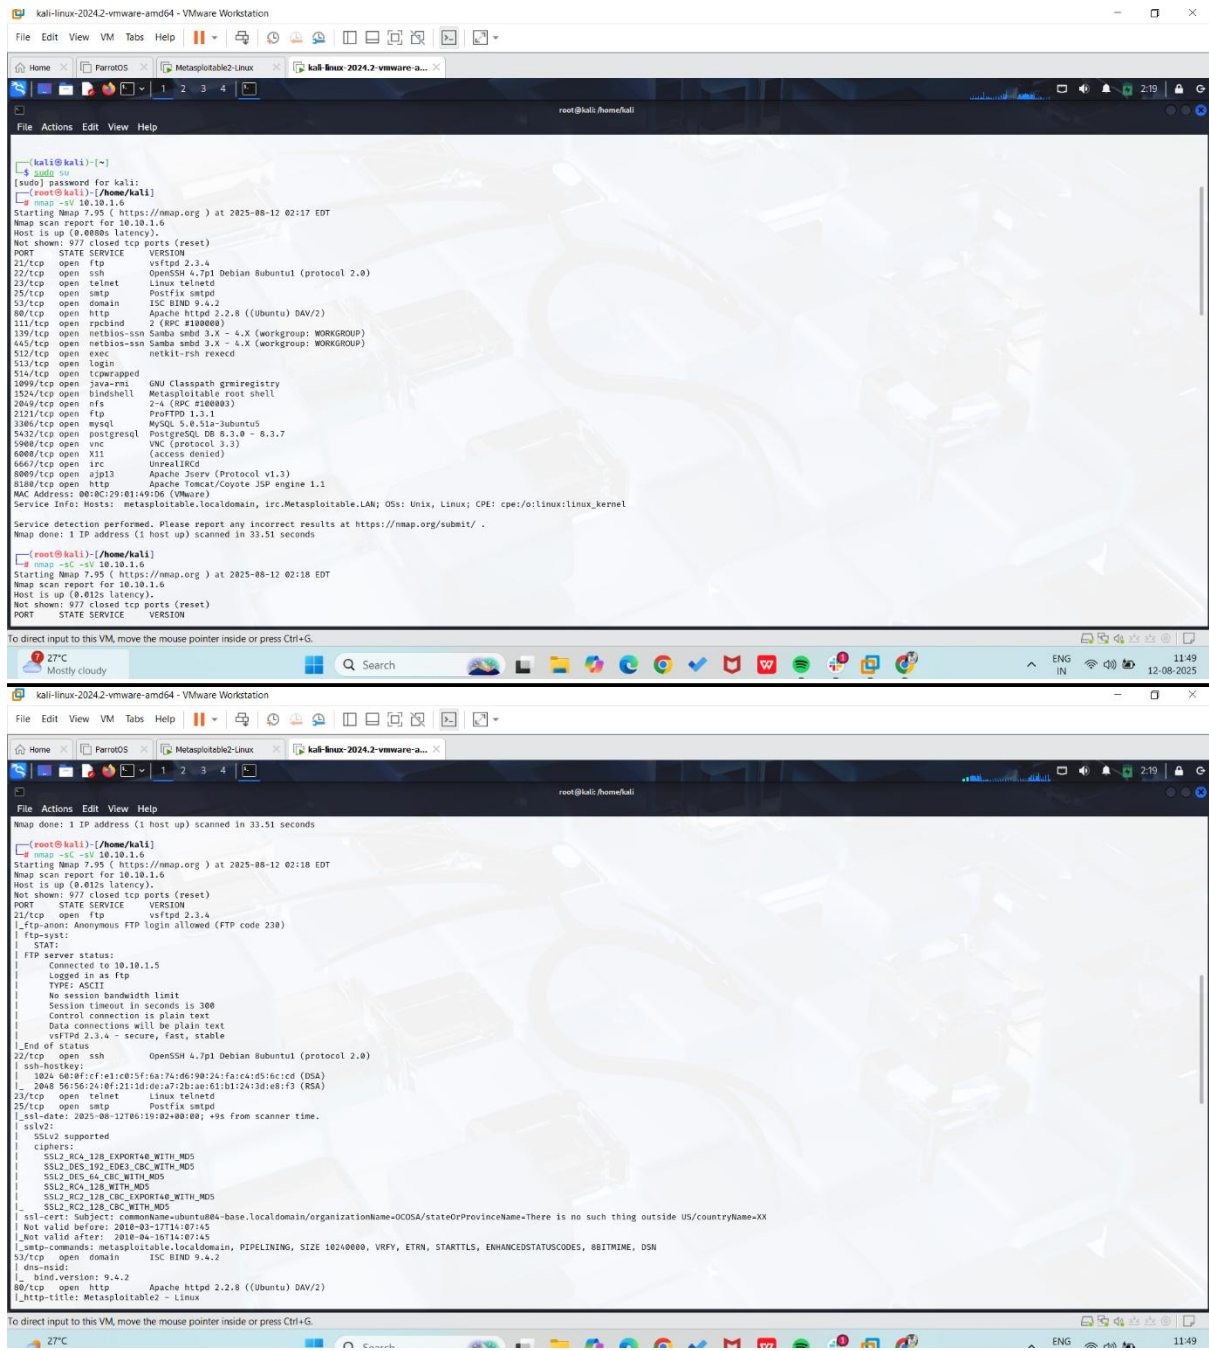 kali-linux-2024.2-vmware-amd64 - VMware Workstation
File Edit View VM Tabs Help
Home ParrotOS Metasploitable2-Linux kali-linux-2024.2-vmware-a...
1 2 3 4 2:19
root@kali: /home/kali
File Actions Edit View Help
(kali㉿kali)-[~]
$ sudo su
[sudo] password for kali:
(root㉿kali)-[/home/kali]
# nmap -sV 10.10.1.6
Starting Nmap 7.95 ( https://nmap.org ) at 2025-08-12 02:17 EDT
Nmap scan report for 10.10.1.6
Host is up (0.0080s latency).
Not shown: 977 closed tcp ports (reset)
PORT STATE SERVICE VERSION
21/tcp open ftp vsftpd 2.3.4
22/tcp open ssh OpenSSH 4.7p1 Debian 8ubuntu1 (protocol 2.0)
23/tcp open telnet Linux telnetd
25/tcp open smtp Postfix smtpd
53/tcp open domain ISC BIND 9.4.2
80/tcp open http Apache httpd 2.2.8 ((Ubuntu) DAV/2)
111/tcp open rpcbind 2 (RPC #100000)
139/tcp open netbios-ssn Samba smbd 3.X - 4.X (workgroup: WORKGROUP)
445/tcp open netbios-ssn Samba smbd 3.X - 4.X (workgroup: WORKGROUP)
512/tcp open exec netkit-rsh rexecd
513/tcp open login
514/tcp open tcpwrapped
1099/tcp open java-rmi GNU Classpath grmiregistry
1524/tcp open bindshell Metasploitable root shell
2049/tcp open nfs 2-4 (RPC #100003)
2121/tcp open ftp ProFTPD 1.3.1
3306/tcp open mysql MySQL 5.0.51a-3ubuntu5
5432/tcp open postgresql PostgreSQL DB 8.3.0 - 8.3.7
5900/tcp open vnc VNC (protocol 3.3)
6000/tcp open X11 (access denied)
6667/tcp open irc UnrealIRCd
8009/tcp open ajp13 Apache Jserv (Protocol v1.3)
8180/tcp open http Apache Tomcat/Coyote JSP engine 1.1
MAC Address: 00:0C:29:01:49:D6 (VMware)
Service Info: Hosts: metasploitable.localdomain, irc.Metasploitable.LAN; OSs: Unix, Linux; CPE: cpe:/o:linux:linux_kernel
Service detection performed. Please report any incorrect results at https://nmap.org/submit/ .
Nmap done: 1 IP address (1 host up) scanned in 33.51 seconds
(root㉿kali)-[/home/kali]
# nmap -sC -sV 10.10.1.6
Starting Nmap 7.95 ( https://nmap.org ) at 2025-08-12 02:18 EDT
Nmap scan report for 10.10.1.6
Host is up (0.012s latency).
Not shown: 977 closed tcp ports (reset)
PORT STATE SERVICE VERSION
To direct input to this VM, move the mouse pointer inside or press Ctrl+G.
7 27°C
Mostly cloudy
Search
ENG
IN
11:49
12-08-2025
kali-linux-2024.2-vmware-amd64 - VMware Workstation
File Edit View VM Tabs Help
Home ParrotOS Metasploitable2-Linux kali-linux-2024.2-vmware-a...
1 2 3 4 2:19
root@kali: /home/kali
File Actions Edit View Help
Nmap done: 1 IP address (1 host up) scanned in 33.51 seconds
(root㉿kali)-[/home/kali]
# nmap -sC -sV 10.10.1.6
Starting Nmap 7.95 ( https://nmap.org ) at 2025-08-12 02:18 EDT
Nmap scan report for 10.10.1.6
Host is up (0.012s latency).
Not shown: 977 closed tcp ports (reset)
PORT STATE SERVICE VERSION
21/tcp open ftp vsftpd 2.3.4
|_ftp-anon: Anonymous FTP login allowed (FTP code 230)
| ftp-syst:
| STAT:
| FTP server status:
| Connected to 10.10.1.5
| Logged in as ftp
| TYPE: ASCII
| No session bandwidth limit
| Session timeout in seconds is 300
| Control connection is plain text
| Data connections will be plain text
| vsFTPd 2.3.4 - secure, fast, stable
|_End of status
22/tcp open ssh OpenSSH 4.7p1 Debian 8ubuntu1 (protocol 2.0)
| ssh-hostkey:
| 1024 60:0f:cf:e1:c0:5f:6a:74:d6:90:24:fa:c4:d5:6c:cd (DSA)
|_ 2048 56:56:24:0f:21:1d:de:a7:2b:ae:61:b1:24:3d:e8:f3 (RSA)
23/tcp open telnet Linux telnetd
25/tcp open smtp Postfix smtpd
|_ssl-date: 2025-08-12T06:19:02+00:00; +9s from scanner time.
| sslv2:
| SSLv2 supported
| ciphers:
| SSL2_RC4_128_EXPORT40_WITH_MD5
| SSL2_DES_192_EDE3_CBC_WITH_MD5
| SSL2_DES_64_CBC_WITH_MD5
| SSL2_RC4_128_WITH_MD5
| SSL2_RC2_128_CBC_EXPORT40_WITH_MD5
|_ SSL2_RC2_128_CBC_WITH_MD5
| ssl-cert: Subject: commonName=ubuntu804-base.localdomain/organizationName=OCOSA/stateOrProvinceName=There is no such thing outside US/countryName=XX
| Not valid before: 2010-03-17T14:07:45
|_Not valid after: 2010-04-16T14:07:45
|_smtp-commands: metasploitable.localdomain, PIPELINING, SIZE 10240000, VRFY, ETRN, STARTTLS, ENHANCEDSTATUSCODES, 8BITMIME, DSN
53/tcp open domain ISC BIND 9.4.2
| dns-nsid:
|_ bind.version: 9.4.2
80/tcp open http Apache httpd 2.2.8 ((Ubuntu) DAV/2)
|_http-title: Metasploitable2 - Linux
To direct input to this VM, move the mouse pointer inside or press Ctrl+G.
27°C
Search
ENG
11:49